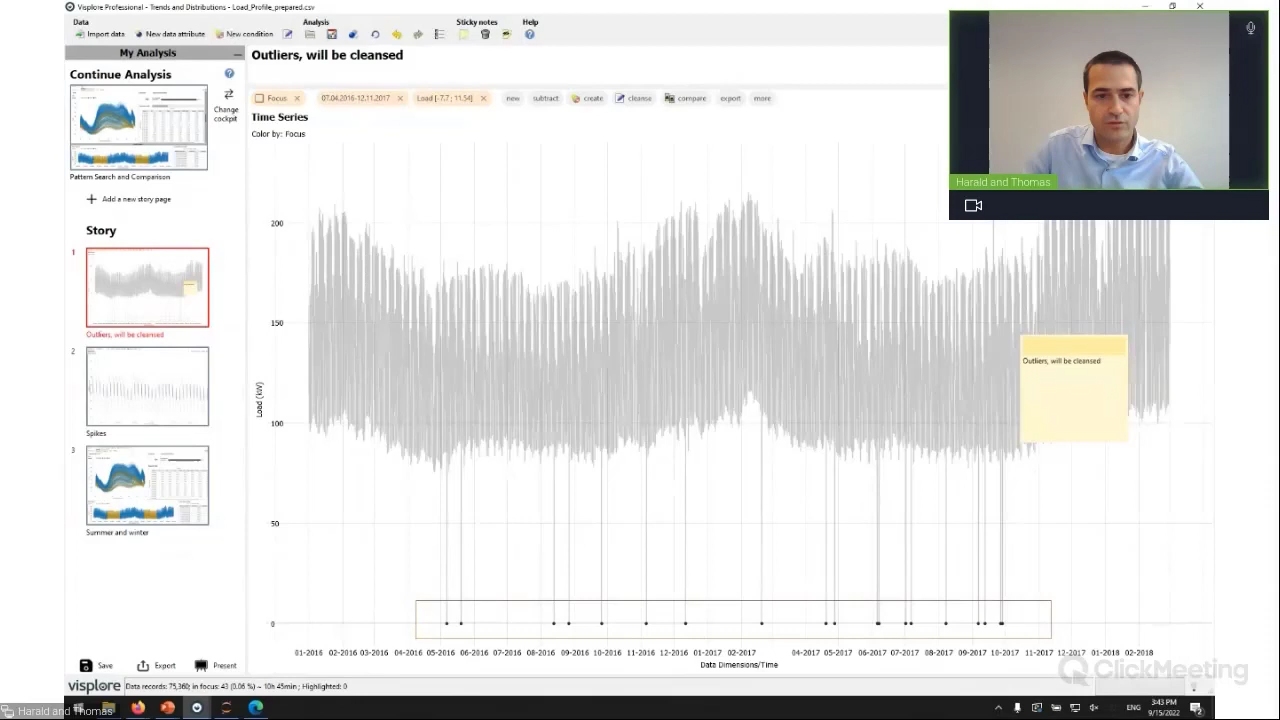 Visplore Professional - Trends and Distributions - Load_Profile_prepared.csv
Data
Analysis
Sticky notes
Help
Import data
New data attribute
New condition
My Analysis
Outliers, will be cleansed
Continue Analysis
Change cockpit
Pattern Search and Comparison
Add a new story page
Story
1
Outliers, will be cleansed
2
Spikes
3
Summer and winter
Focus
07.04.2016-12.11.2017
Load [-7.7 ; 11.54]
new
subtract
create
cleanse
compare
export
more
Time Series
Color by: Focus
Load (kW)
200
150
100
50
0
Outliers, will be cleansed
01-2016 02-2016 03-2016 04-2016 05-2016 06-2016 07-2016 08-2016 09-2016 10-2016 11-2016 12-2016 01-2017 02-2017 04-2017 05-2017 06-2017 07-2017 08-2017 09-2017 10-2017 11-2017 12-2017 01-2018 02-2018
Data Dimensions/Time
Harald and Thomas
Save
Export
Present
visplore
Data records: 75,360; in focus: 43 (0.06 %) ~ 10h 45min ; Highlighted: 0
ClickMeeting
Harald and Thomas
ENG
3:43 PM
9/15/2022
2